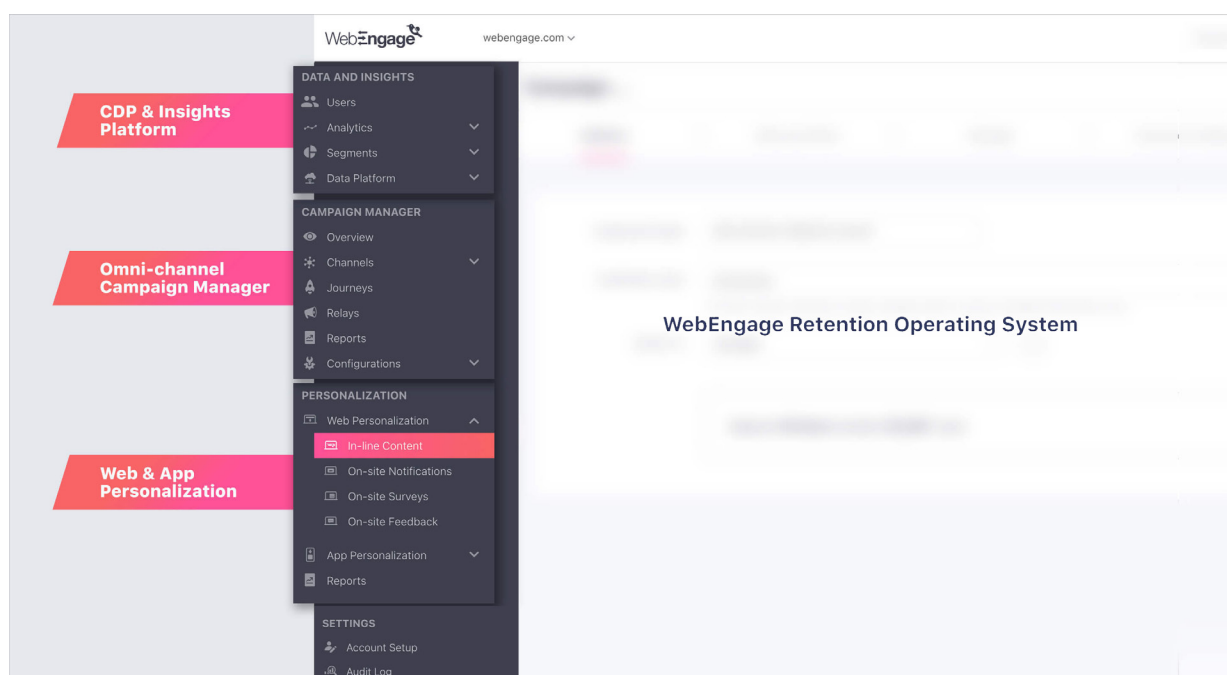 WebEngage
webengage.com
CDP & Insights
Platform
DATA AND INSIGHTS
Users
Analytics
Segments
Data Platform
Omni-channel
Campaign Manager
CAMPAIGN MANAGER
Overview
Channels
Journeys
Relays
Reports
Configurations
WebEngage Retention Operating System
Web & App
Personalization
PERSONALIZATION
Web Personalization
In-line Content
On-site Notifications
On-site Surveys
On-site Feedback
App Personalization
Reports
SETTINGS
Account Setup
Audit Log